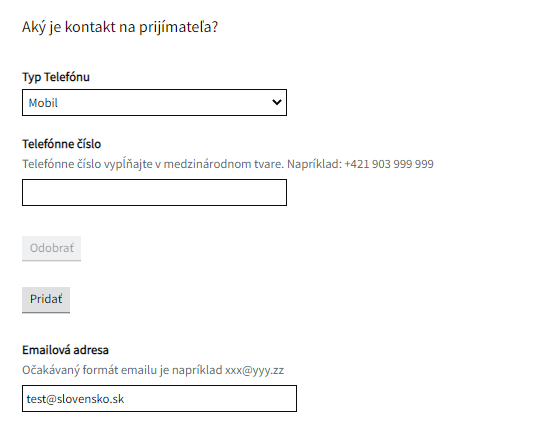 Aký je kontakt na prijímateľa?
Typ Telefónu
Mobil
Telefónne číslo
Telefónne číslo vypĺňajte v medzinárodnom tvare. Napríklad: +421 903 999 999
Odobrať
Pridať
Emailová adresa
Očakávaný formát emailu je napríklad xxx@yyy.zz
test@slovensko.sk